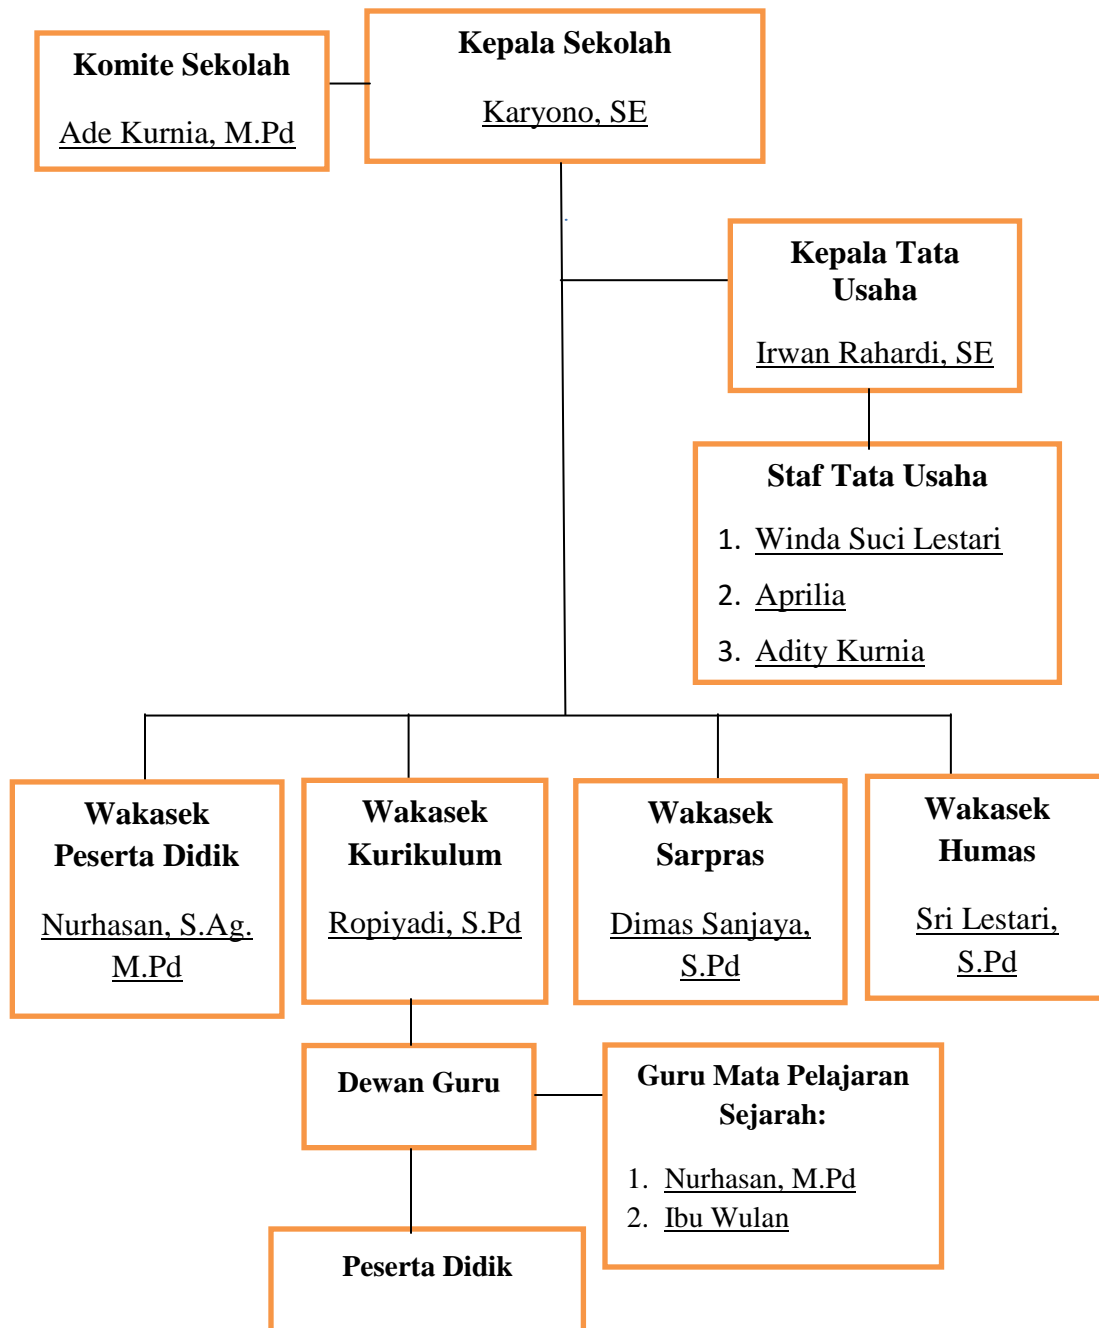 Komite Sekolah
Ade Kurnia, M.Pd
Kepala Sekolah
Karyono, SE
Kepala Tata
Usaha
Irwan Rahardi, SE
Staf Tata Usaha
1. Winda Suci Lestari
2. Aprilia
3. Adity Kurnia
Wakasek
Peserta Didik
Nurhasan, S.Ag.
M.Pd
Wakasek
Kurikulum
Ropiyadi, S.Pd
Wakasek
Sarpras
Dimas Sanjaya,
S.Pd
Wakasek
Humas
Sri Lestari,
S.Pd
Dewan Guru
Guru Mata Pelajaran
Sejarah:
1. Nurhasan, M.Pd
2. Ibu Wulan
Peserta Didik